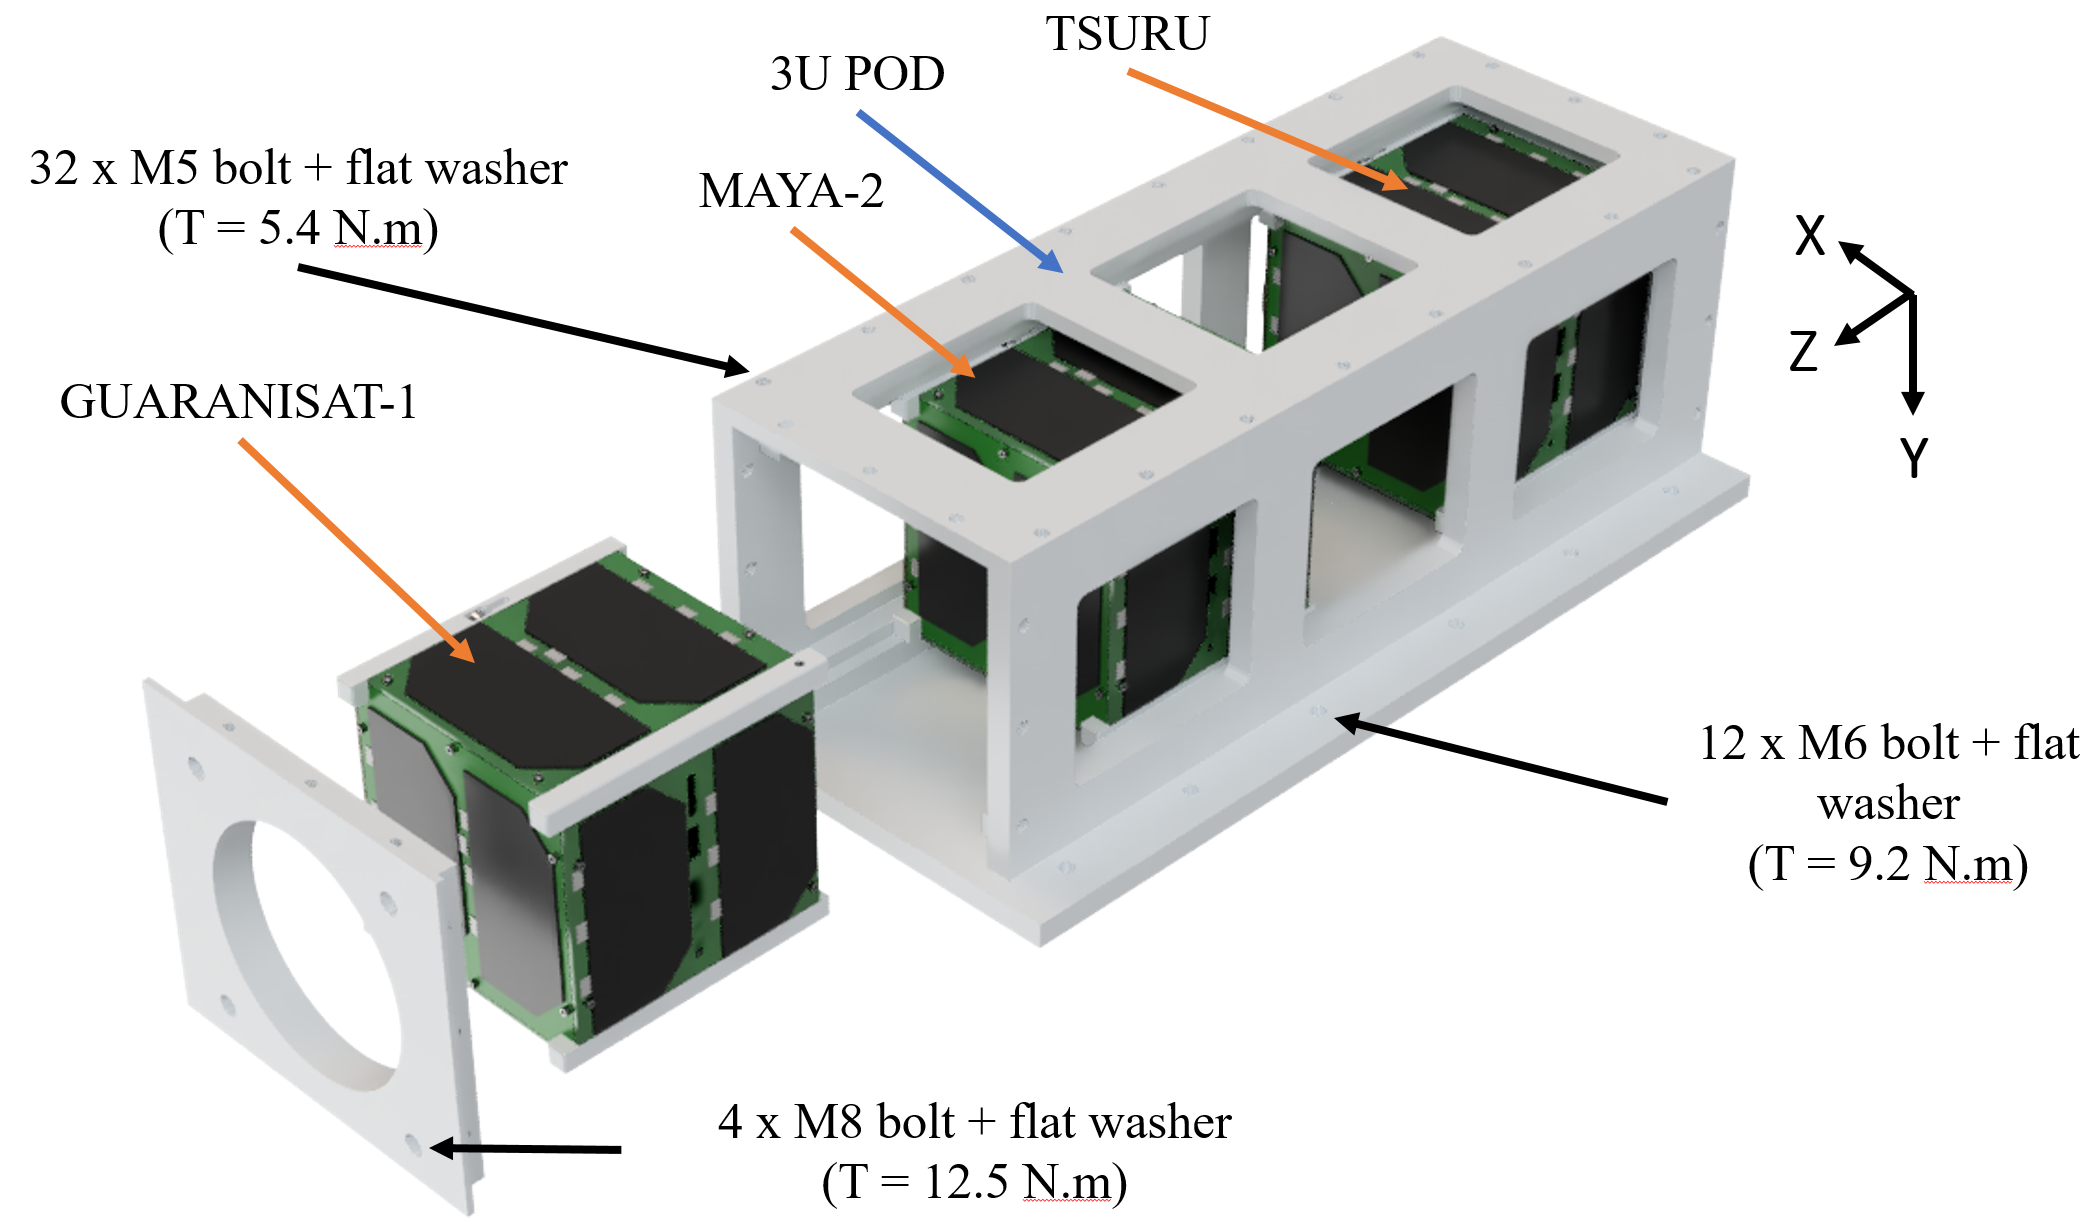 TSURU
3U POD
32 x M5 bolt + flat washer
(T = 5.4 N.m)
MAYA-2
X
Z
Y
GUARANISAT-1
12 x M6 bolt + flat
washer
(T = 9.2 N.m)
4 x M8 bolt + flat washer
(T = 12.5 N.m)